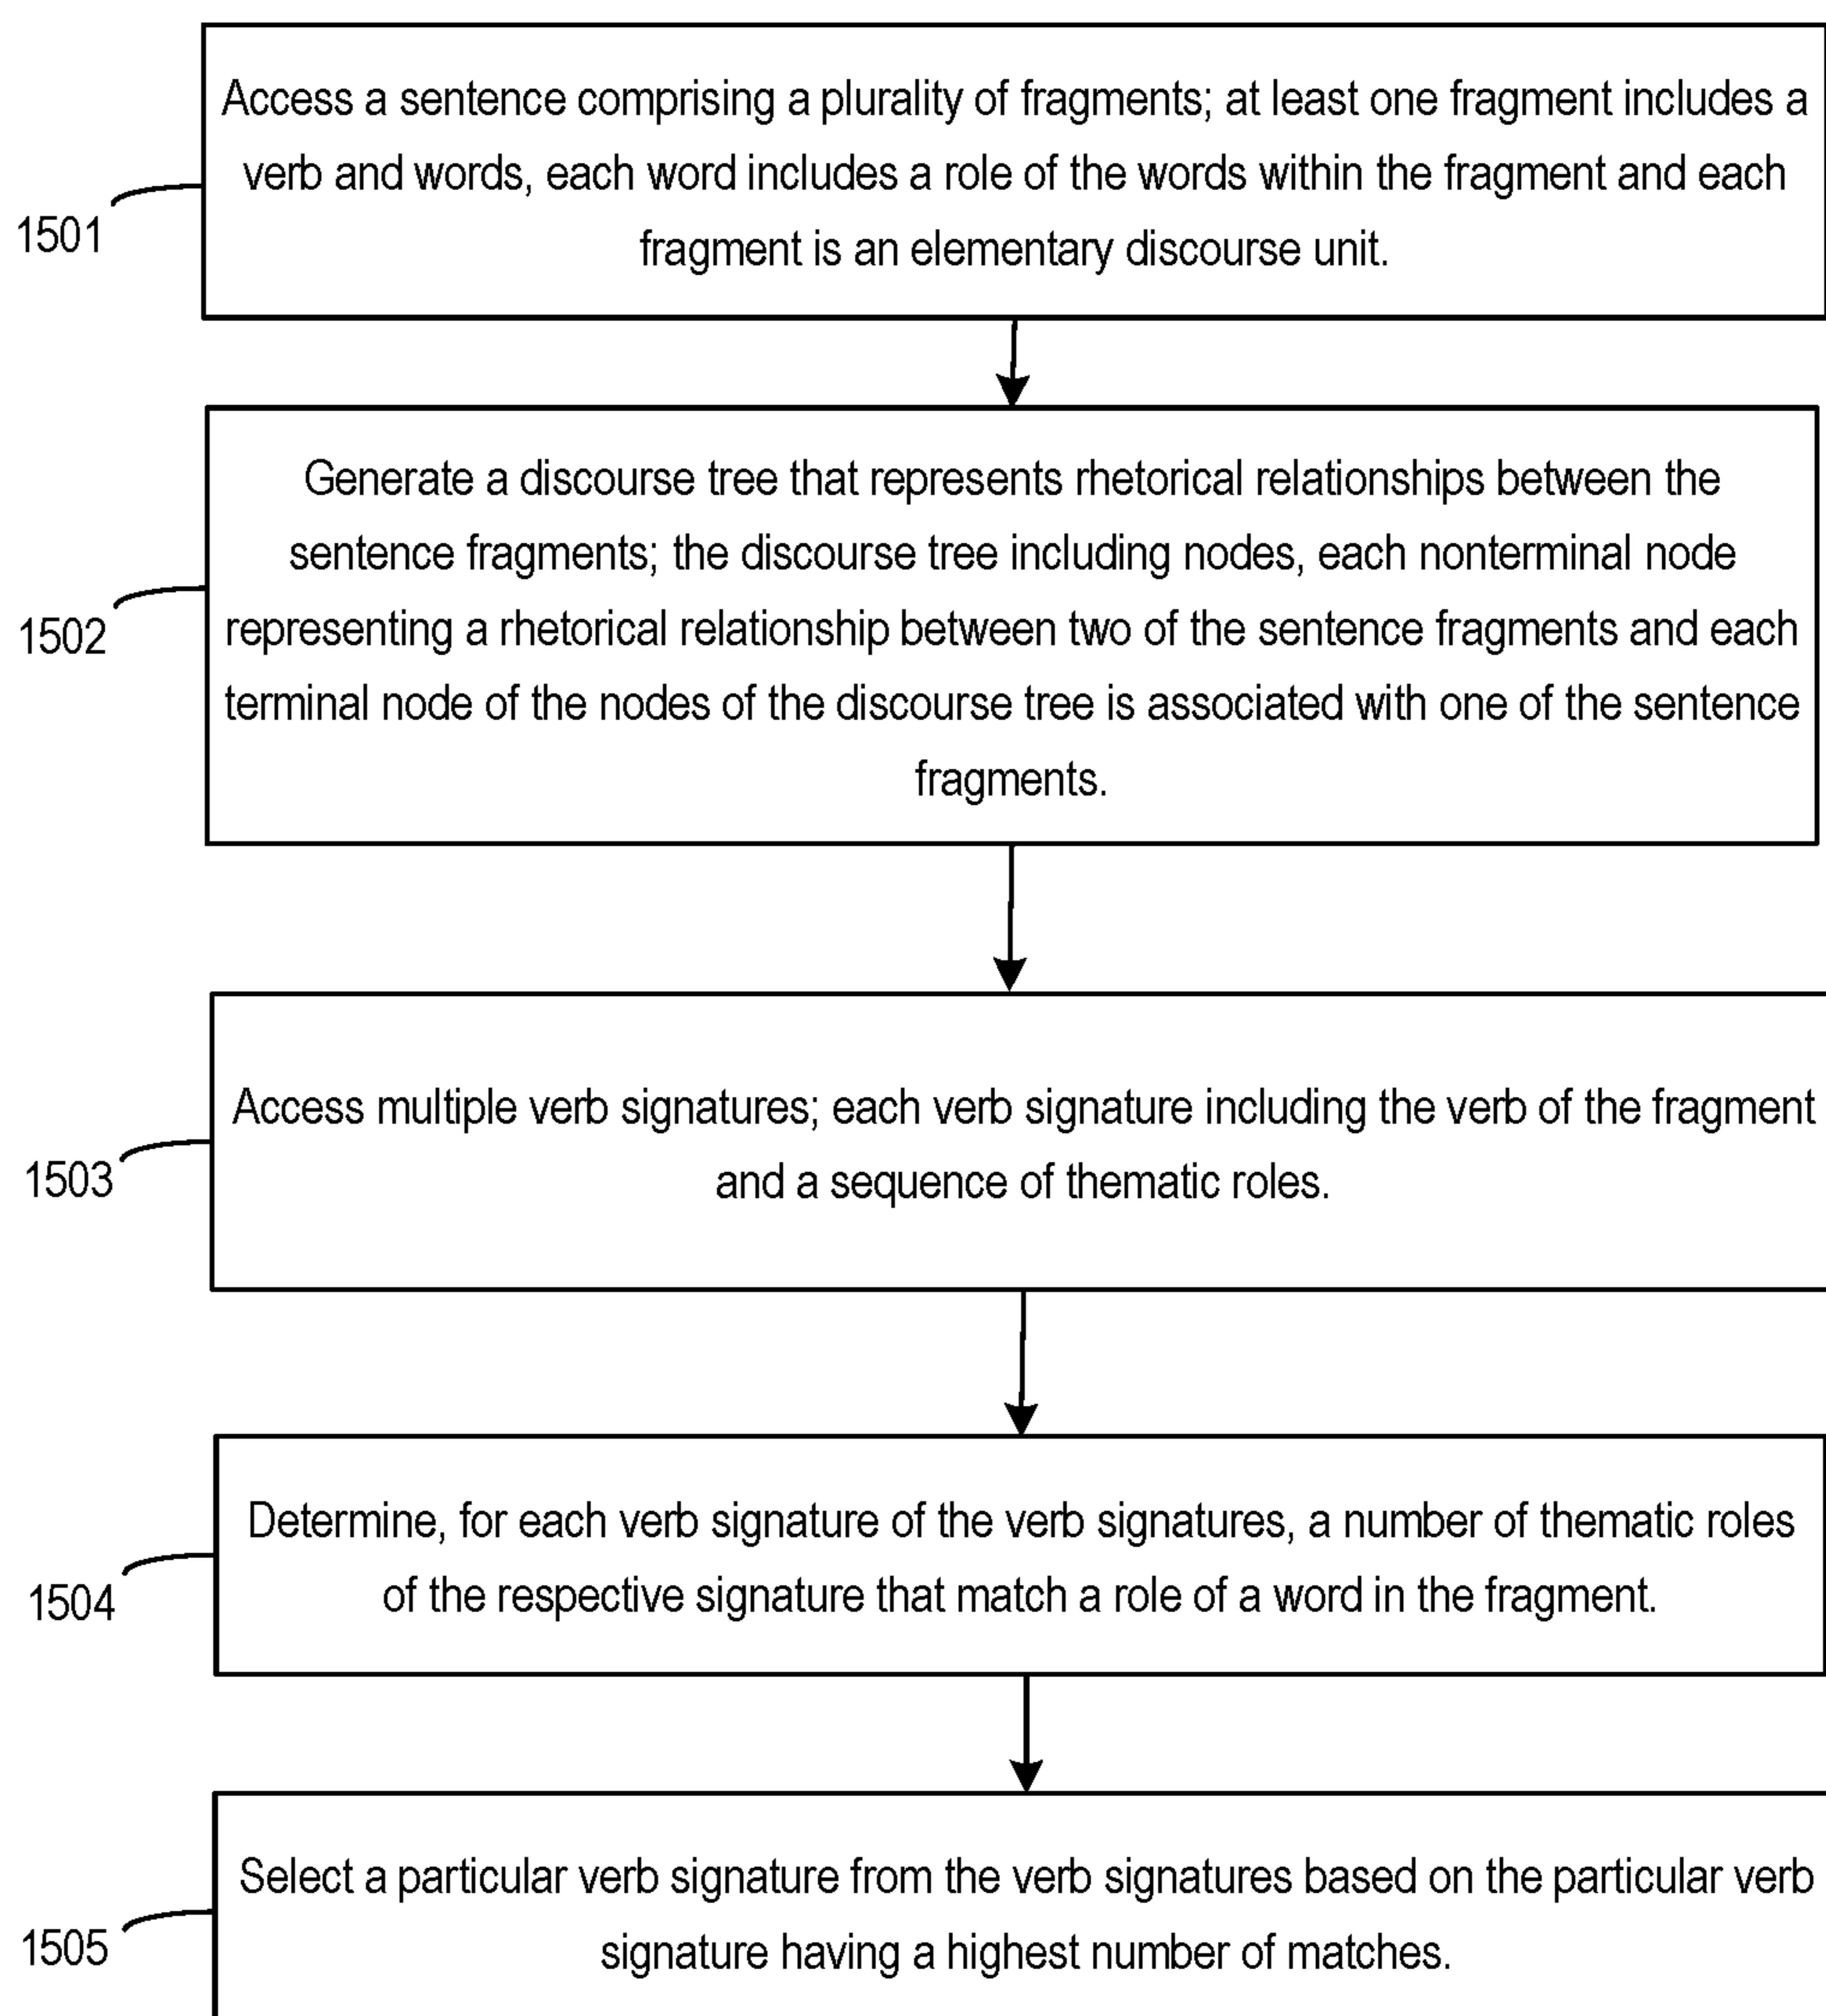 Access a sentence comprising a plurality of fragments; at least one fragment includes a
verb and words, each word includes a role of the words within the fragment and each
fragment is an elementary discourse unit.
1501
Generate a discourse tree that represents rhetorical relationships between the
sentence fragments; the discourse tree including nodes, each nonterminal node
representing a rhetorical relationship between two of the sentence fragments and each
terminal node of the nodes of the discourse tree is associated with one of the sentence
fragments.
1502
Access multiple verb signatures; each verb signature including the verb of the fragment
and a sequence of thematic roles.
1503
Determine, for each verb signature of the verb signatures, a number of thematic roles
of the respective signature that match a role of a word in the fragment.
1504
Select a particular verb signature from the verb signatures based on the particular verb
signature having a highest number of matches.
1505